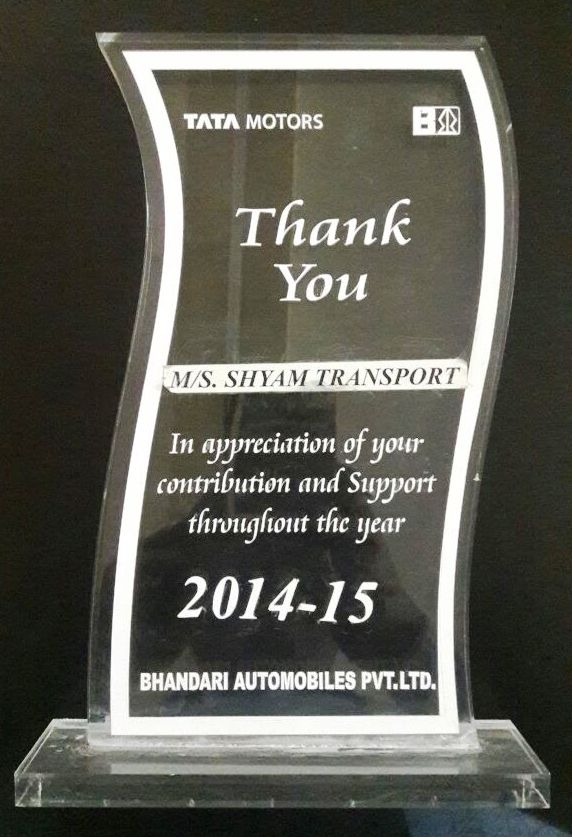 TATA MOTORS
Thank
You
M/S. SHYAM TRANSPORT
In appreciation of your
contribution and Support
throughout the year
2014-15
BHANDARI AUTOMOBILES PVT.LTD.